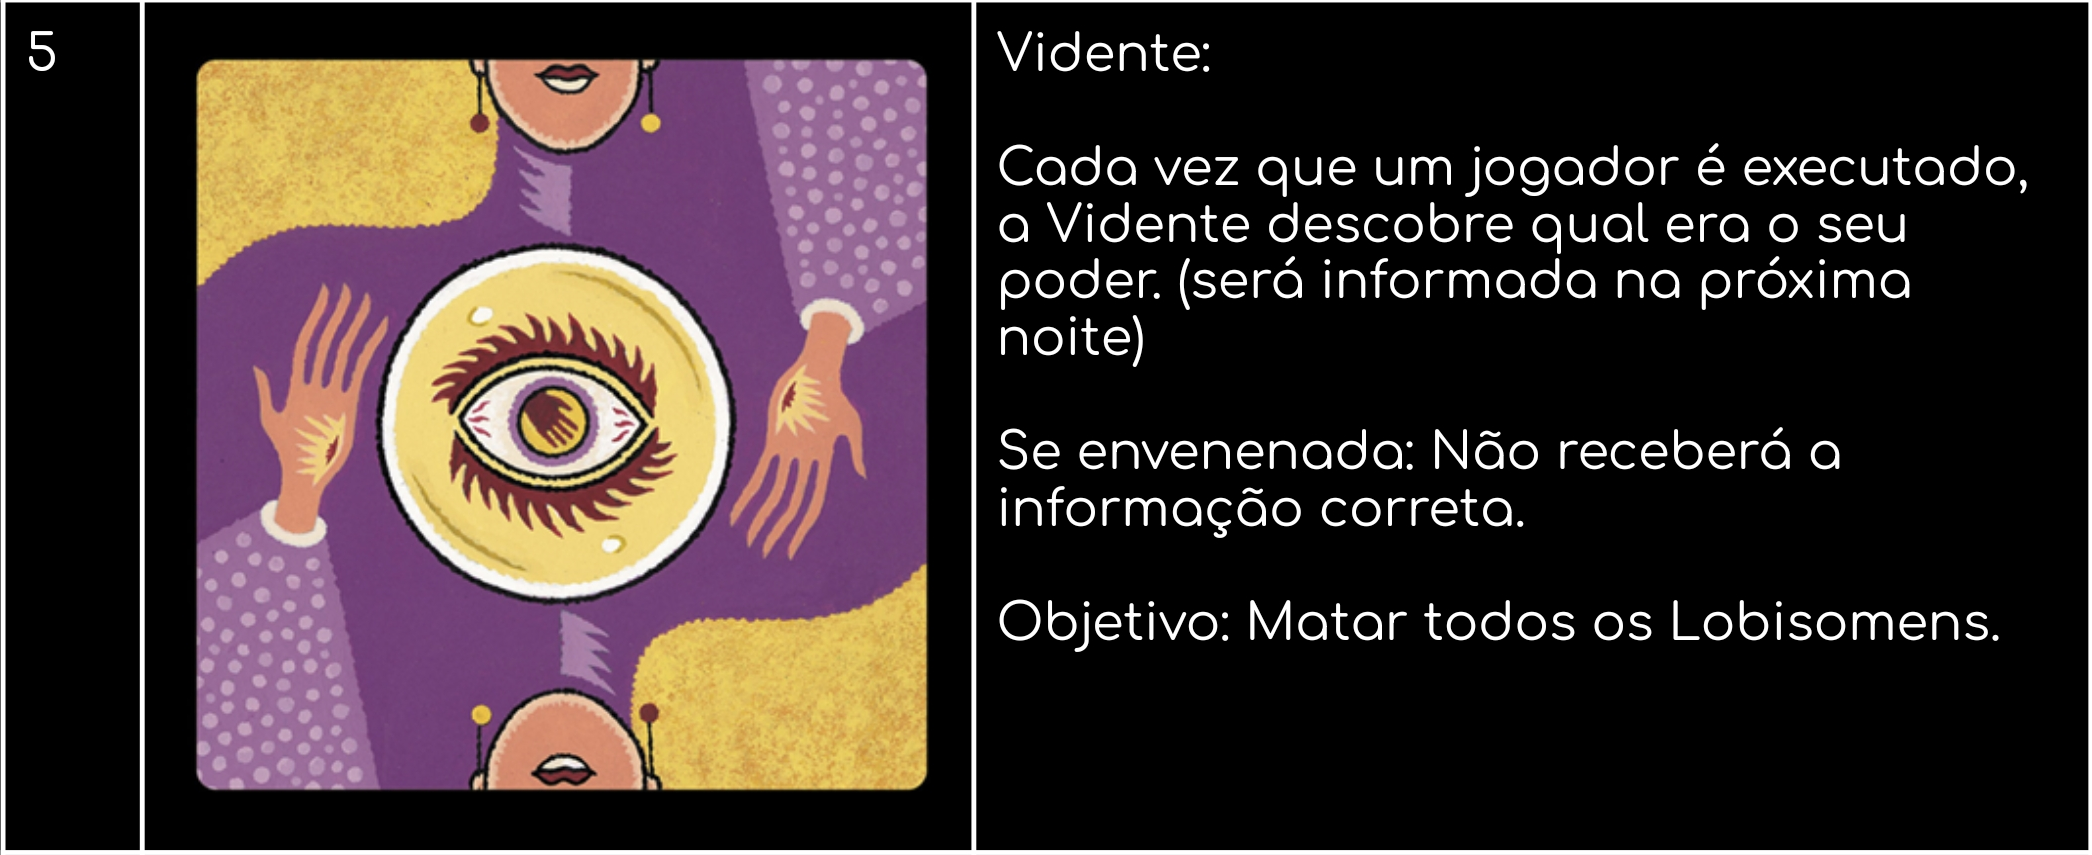 5
Vidente:
Cada vez que um jogador é executado,
a Vidente descobre qual era o seu
poder. (será informada na próxima
noite)
Se envenenada: Não receberá a
informação correta.
Objetivo: Matar todos os Lobisomens.